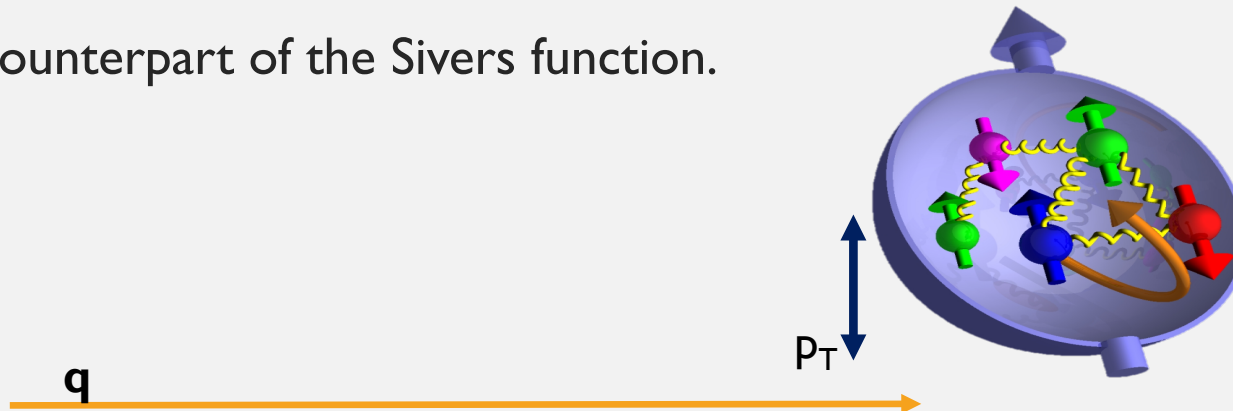 ounterpart of the Sivers function.
pT
q